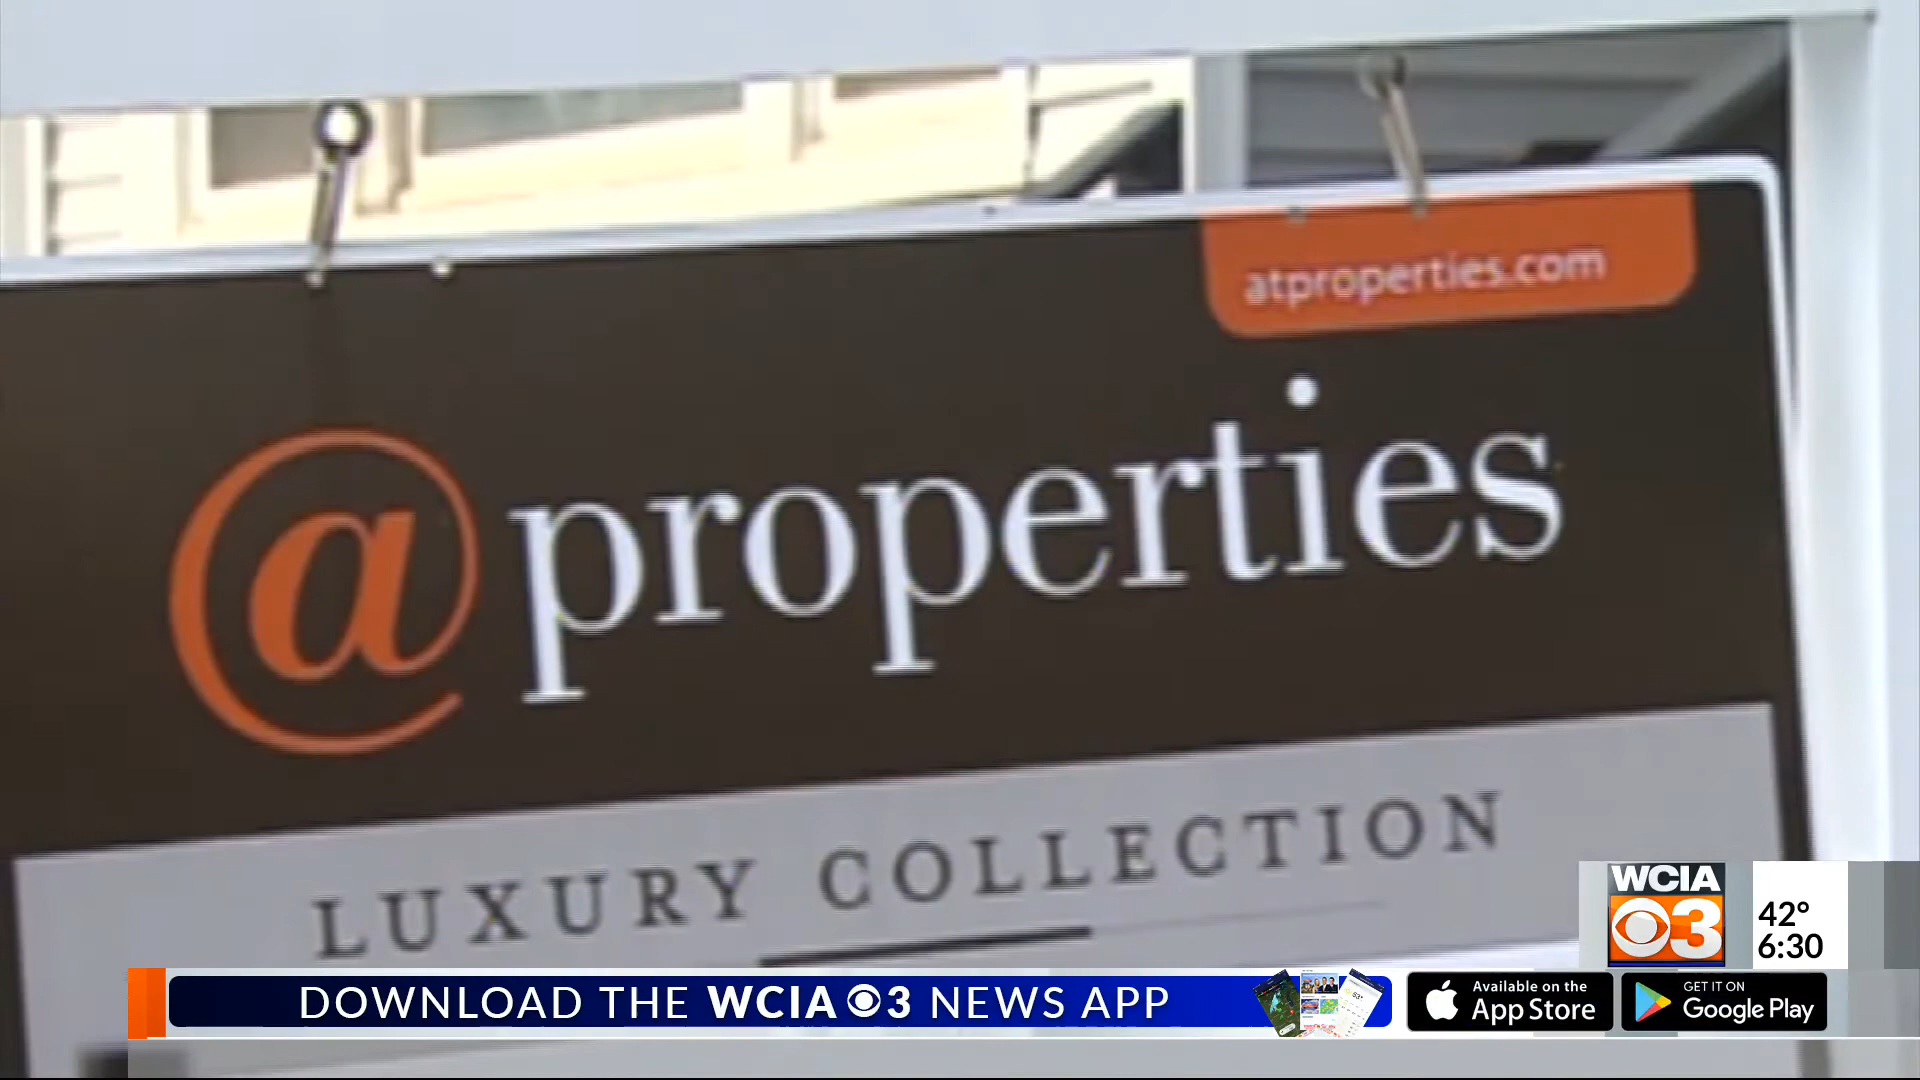 atproperties.com
@properties
LUXURY COLLECTION
WCIA
3
42°
6:30
DOWNLOAD THE WCIA 3 NEWS APP
Available on the
App Store
GET IT ON
Google Play